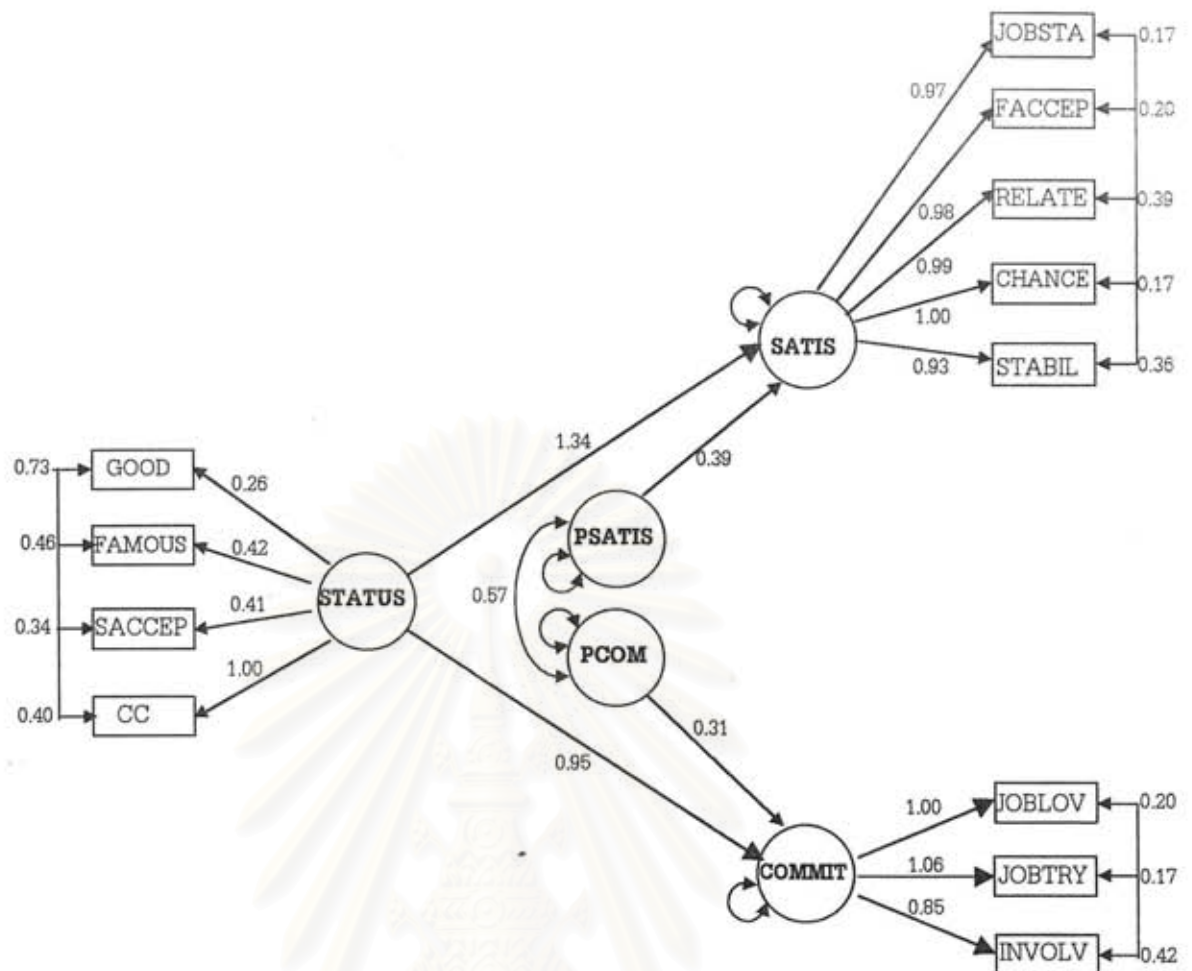 JOBSTA 0.17
0.97
FACCEP 0.20
RELATE 0.39
0.98
0.99
CHANCE 0.17
1.00
SATIS
STABIL 0.36
0.93
1.34
0.39
0.73 GOOD
0.26
PSATIS
0.46 FAMOUS
0.42
STATUS
0.57
0.41
0.34 SACCEP
PCOM
1.00
0.40 CC
0.31
0.95
JOBLOV 0.20
1.00
COMMIT
1.06
JOBTRY 0.17
0.85
INVOLV 0.42